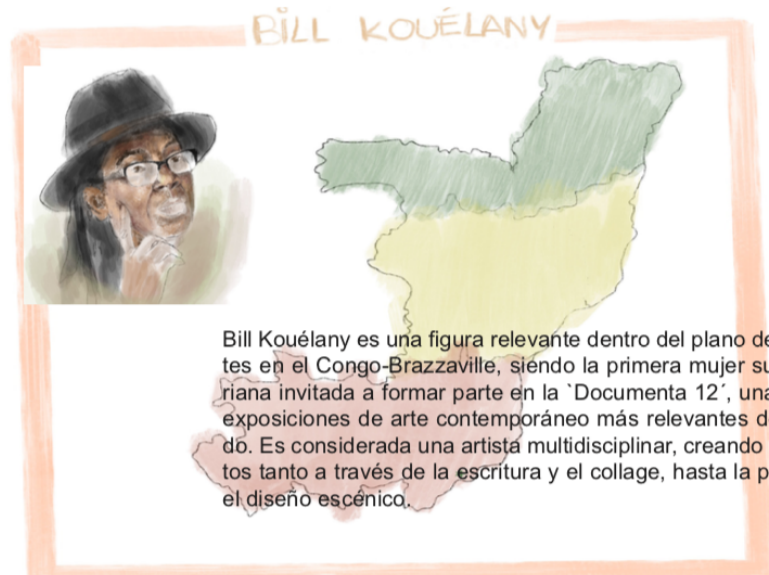 BILL KOUÉLANY
Bill Kouélany es una figura relevante dentro del plano de
tes en el Congo-Brazzaville, siendo la primera mujer su
riana invitada a formar parte en la `Documenta 12´, una
exposiciones de arte contemporáneo más relevantes d
do. Es considerada una artista multidisciplinar, creando
tos tanto a través de la escritura y el collage, hasta la p
el diseño escénico.